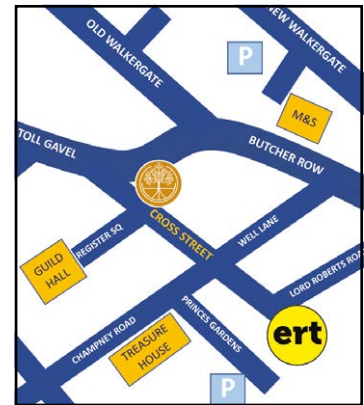 OLD WALKERGATE
NEW WALKERGATE
P
M&S
TOLL GAVEL
BUTCHER ROW
CROSS STREET
WELL LANE
REGISTER SQ
GUILD
HALL
LORD ROBERTS ROA
ert
CHAMPNEY ROAD
TREASURE
HOUSE
PRINCES GARDENS
P